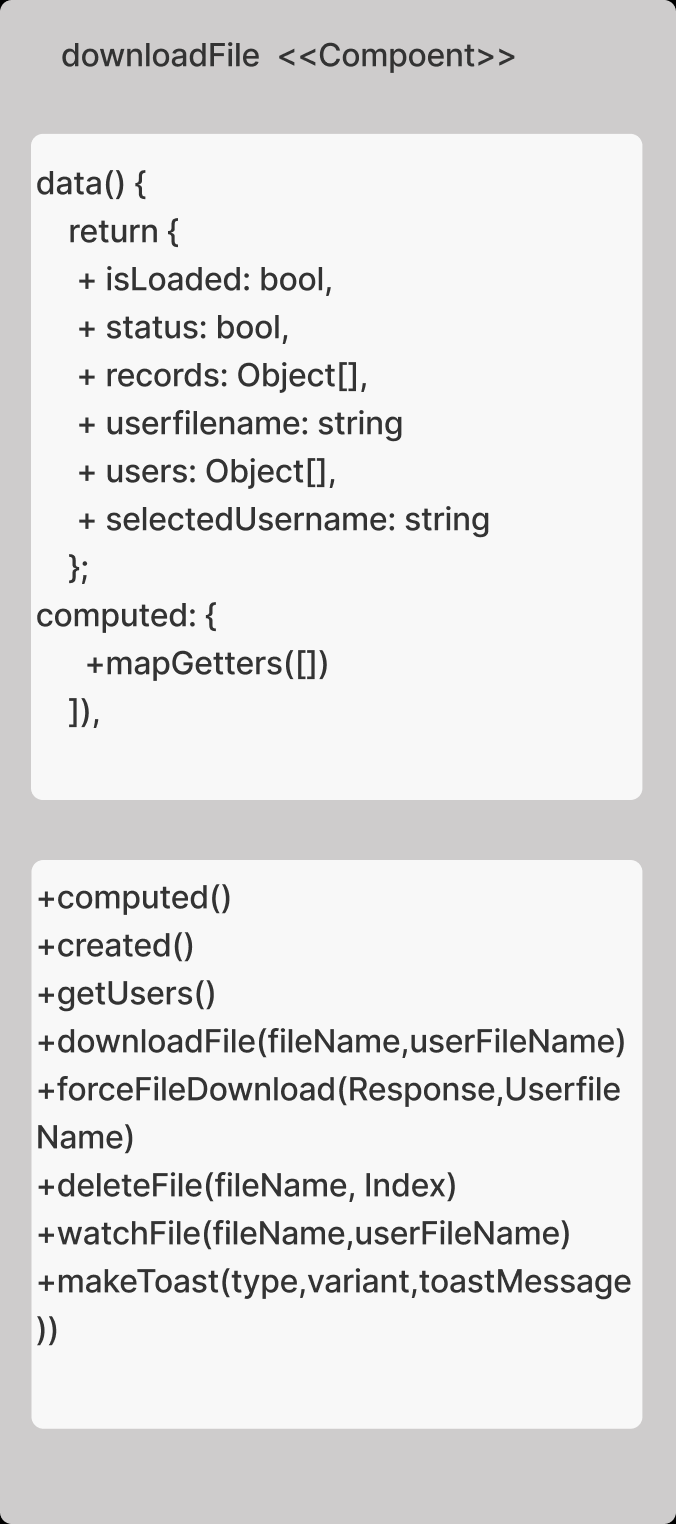 downloadFile <<Compoent>>
data() {
return {
+ isLoaded: bool,
+ status: bool,
+ records: Object[],
+ userfilename: string
+ users: Object[],
+ selectedUsername: string
};
computed: {
+mapGetters([])
]),
+computed()
+created()
+getUsers()
+downloadFile(fileName,userFileName)
+forceFileDownload(Response,Userfile
Name)
+deleteFile(fileName, Index)
+watchFile(fileName,userFileName)
+makeToast(type,variant,toastMessage
))